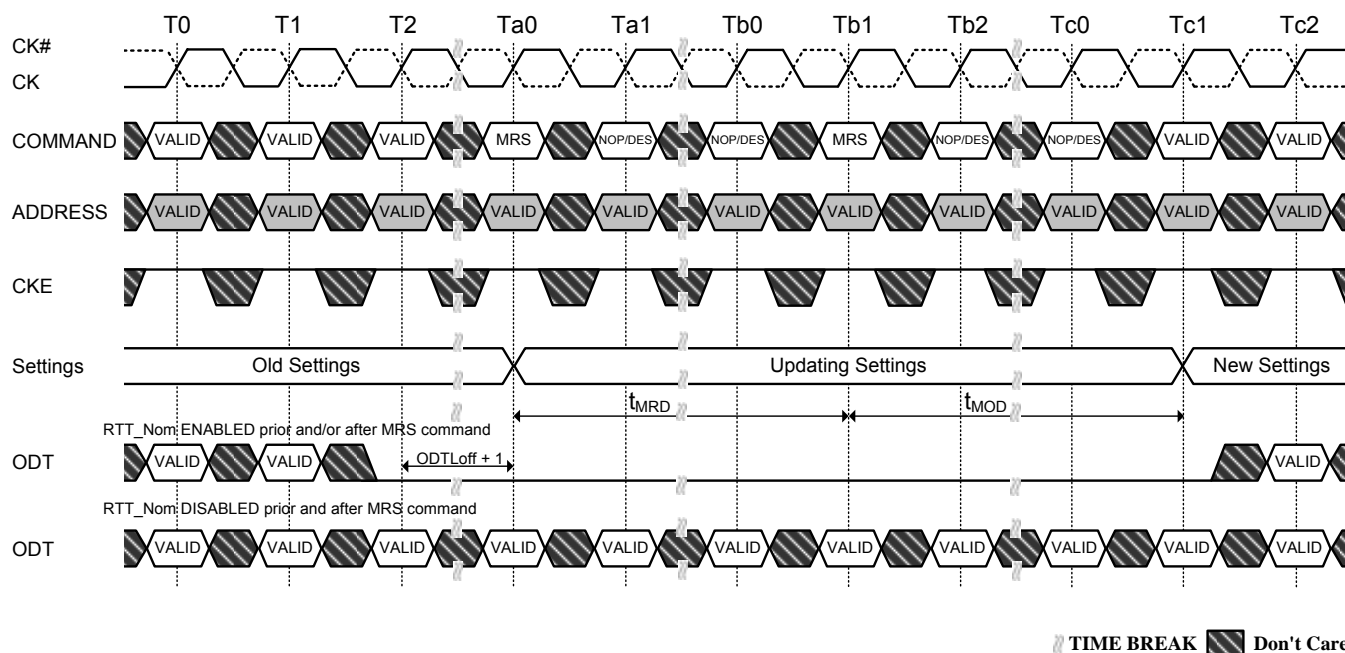 T0 T1 T2 Ta0 Ta1 Tb0 Tb1 Tb2 Tc0 Tc1 Tc2
CK#
CK
COMMAND VALID VALID VALID MRS NOP/DES NOP/DES MRS NOP/DES NOP/DES VALID VALID
ADDRESS VALID VALID VALID VALID VALID VALID VALID VALID VALID VALID VALID
CKE
Settings Old Settings Updating Settings New Settings
tMRD tMOD
RTT_Nom ENABLED prior and/or after MRS command
ODT VALID VALID ODTLoff + 1 VALID
RTT_Nom DISABLED prior and after MRS command
ODT VALID VALID VALID VALID VALID VALID VALID VALID VALID VALID VALID
TIME BREAK Don't Care